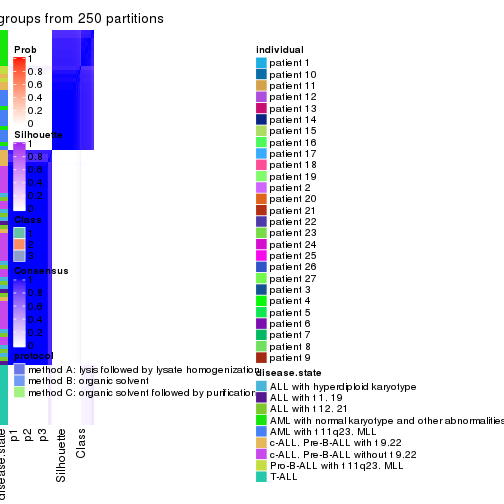 groups from 250 partitions
Prob
1
0.8
0.6
0.4
0.2
0
Silhouette
1
0.8
0.6
0.4
0.2
0
Class
1
2
3
Consensus
1
0.8
0.6
0.4
0.2
0
protocol
method A: lysis followed by lysate homogenization
method B: organic solvent
method C: organic solvent followed by purification
individual
patient 1
patient 10
patient 11
patient 12
patient 13
patient 14
patient 15
patient 16
patient 17
patient 18
patient 19
patient 2
patient 20
patient 21
patient 22
patient 23
patient 24
patient 25
patient 26
patient 27
patient 3
patient 4
patient 5
patient 6
patient 7
patient 8
patient 9
disease.state
ALL with hyperdiploid karyotype
ALL with t 1. 19
ALL with t 12. 21
AML with normal karyotype and other abnormalities
AML with t 11q23. MLL
c-ALL. Pre-B-ALL with t 9.22
c-ALL. Pre-B-ALL without t 9.22
Pro-B-ALL with t 11q23. MLL
T-ALL
disease.state
p1
p2
p3
Silhouette
Class